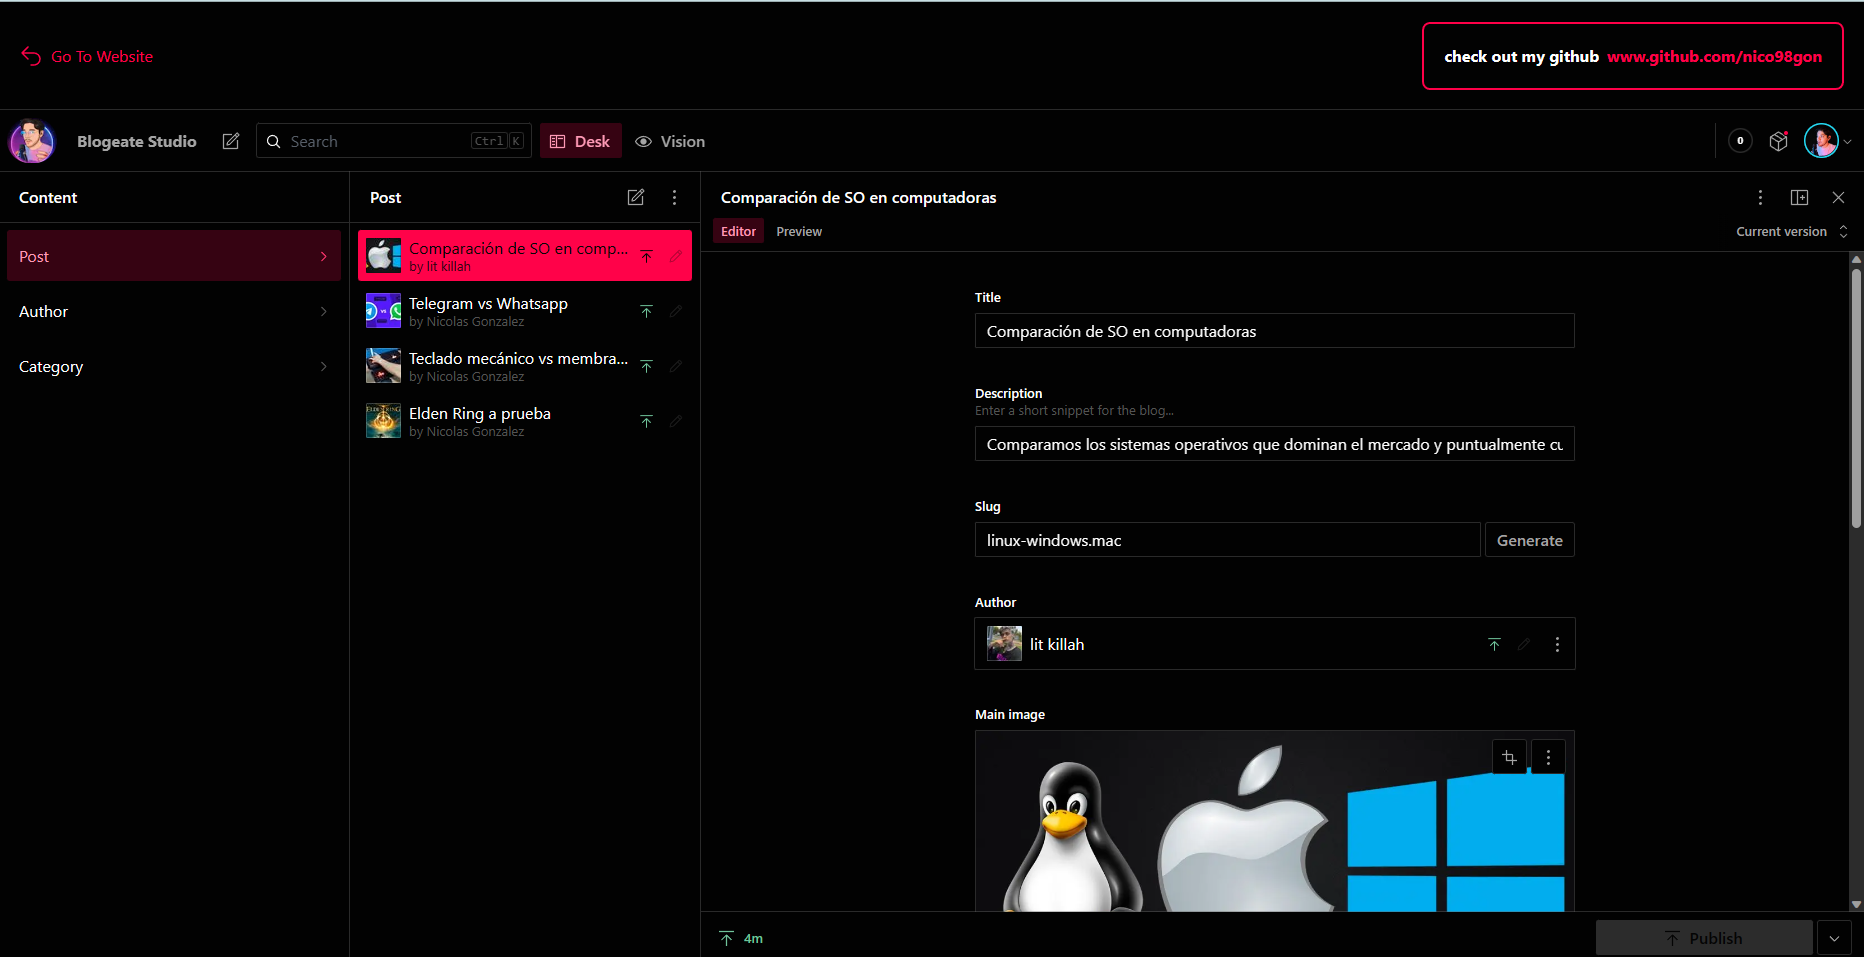 Go To Website
check out my github www.github.com/nico98gon
Blogeate Studio
Search
Ctrl K
Desk
Vision
0
Content
Post
Author
Category
Post
Comparación de SO en comp...
by lit killah
Telegram vs Whatsapp
by Nicolas Gonzalez
Teclado mecánico vs membra...
by Nicolas Gonzalez
Elden Ring a prueba
by Nicolas Gonzalez
Comparación de SO en computadoras
Editor
Preview
Current version
Title
Comparación de SO en computadoras
Description
Enter a short snippet for the blog...
Comparamos los sistemas operativos que dominan el mercado y puntualmente cu
Slug
linux-windows.mac
Generate
Author
lit killah
Main image
4m
Publish